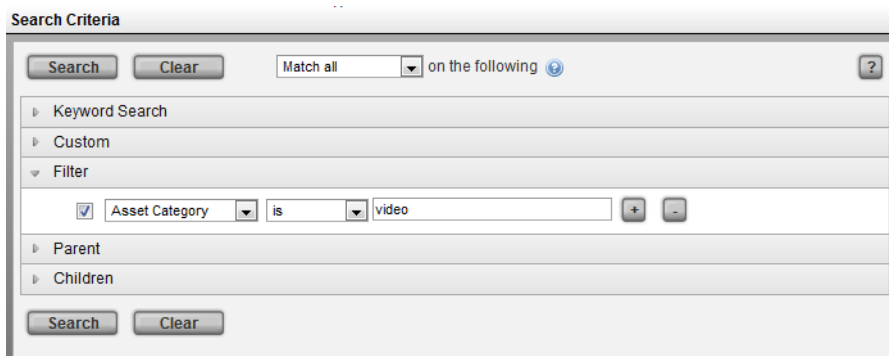 Search Criteria
Search Clear Match all on the following ?
Keyword Search
Custom
Filter
Asset Category is video + -
Parent
Children
Search Clear